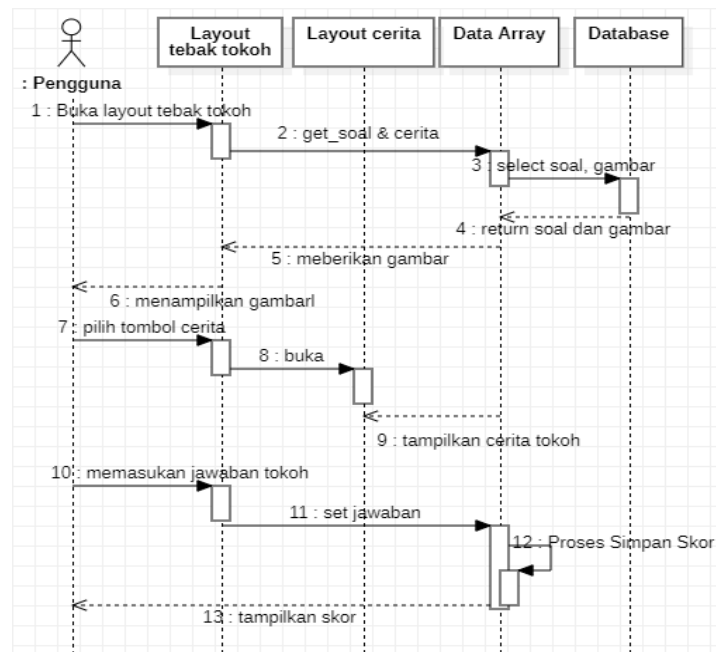 Layout
tebak tokoh
Layout cerita
Data Array
Database
: Pengguna
1 : Buka layout tebak tokoh
2 : get_soal & cerita
3 : select soal, gambar
4 : return soal dan gambar
5 : meberikan gambar
6 : menampilkan gambarl
7 : pilih tombol cerita
8 : buka
9 : tampilkan cerita tokoh
10 : memasukan jawaban tokoh
11 : set jawaban
12 : Proses Simpan Skor
13 : tampilkan skor